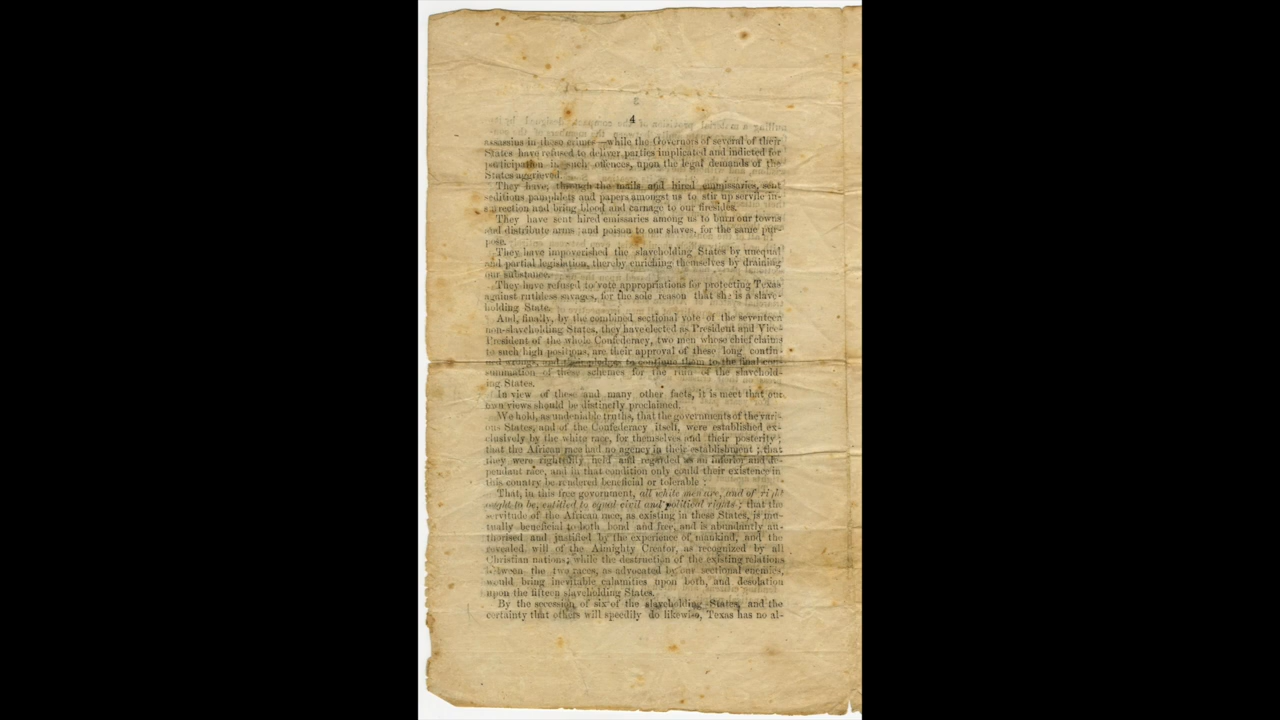 4
assassins in these crimes—while the Governors of several of their
States have refused to deliver parties implicated and indicted for
participation in such offences, upon the legal demands of the
States aggrieved.
They have, through the mails and hired emissaries, sent
seditious pamphlets and papers amongst us to stir up servile in-
surrection and bring blood and carnage to our firesides.
They have sent hired emissaries among us to burn our towns
and distribute arms and poison to our slaves, for the same pur-
pose.
They have impoverished the slaveholding States by unequal
and partial legislation, thereby enriching themselves by draining
our substance.
They have refused to vote appropriations for protecting Texas
against ruthless savages, for the sole reason that she is a slave-
holding State.
And, finally, by the combined sectional vote of the seventeen
non-slaveholding States, they have elected as President and Vice-
President of the whole Confederacy, two men whose chief claims
to such high positions, are their approval of these long contin-
ued wrongs, and their pledges to continue them to the final con-
summation of these schemes for the ruin of the slavehold-
ing States.
In view of these and many other facts, it is meet that our
own views should be distinctly proclaimed.
We hold, as undeniable truths, that the governments of the vari-
ous States, and of the Confederacy itself, were established ex-
clusively by the white race, for themselves and their posterity;
that the African race had no agency in their establishment; that
they were rightfully held and regarded as an inferior and de-
pendant race, and in that condition only could their existence in
this country be rendered beneficial or tolerable:
That, in this free government, all white men are, and of right
ought to be, entitled to equal civil and political rights; that the
servitude of the African race, as existing in these States, is mu-
tually beneficial to both bond and free, and is abundantly au-
thorised and justified by the experience of mankind, and the
revealed will of the Almighty Creator, as recognized by all
Christian nations; while the destruction of the existing relations
between the two races, as advocated by our sectional enemies,
would bring inevitable calamities upon both, and desolation
upon the fifteen slaveholding States.
By the secession of six of the slaveholding States, and the
certainty that others will speedily do likewise, Texas has no al-